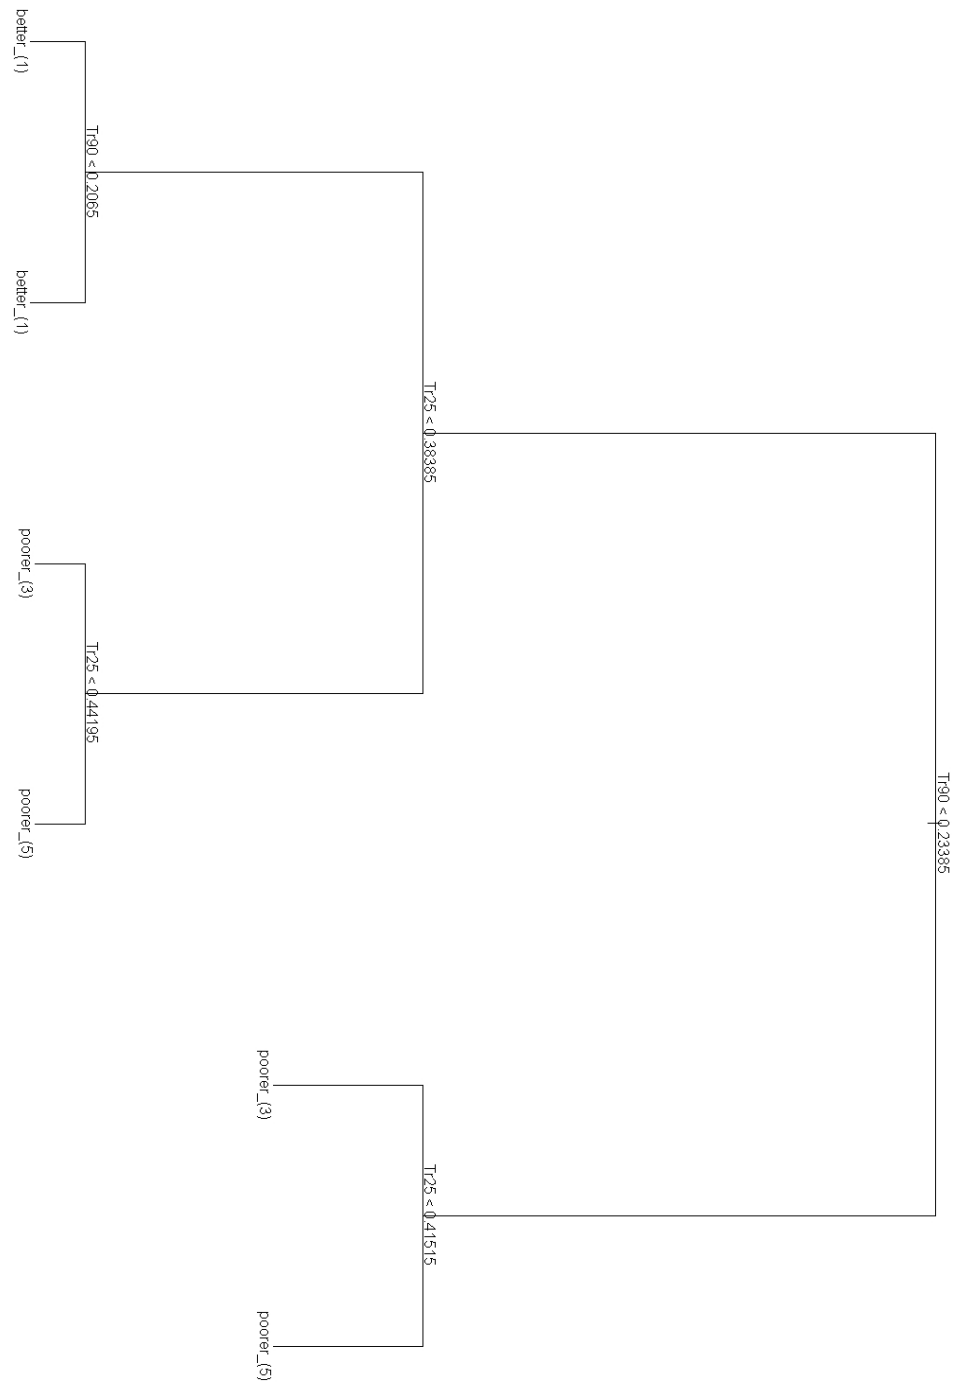 Tr90 < 0.23385
Tr25 < 0.38385
Tr25 < 0.41515
Tr90 < 0.2065
Tr25 < 0.44195
poorer_(3)
poorer_(5)
better_(1)
better_(1)
poorer_(3)
poorer_(5)